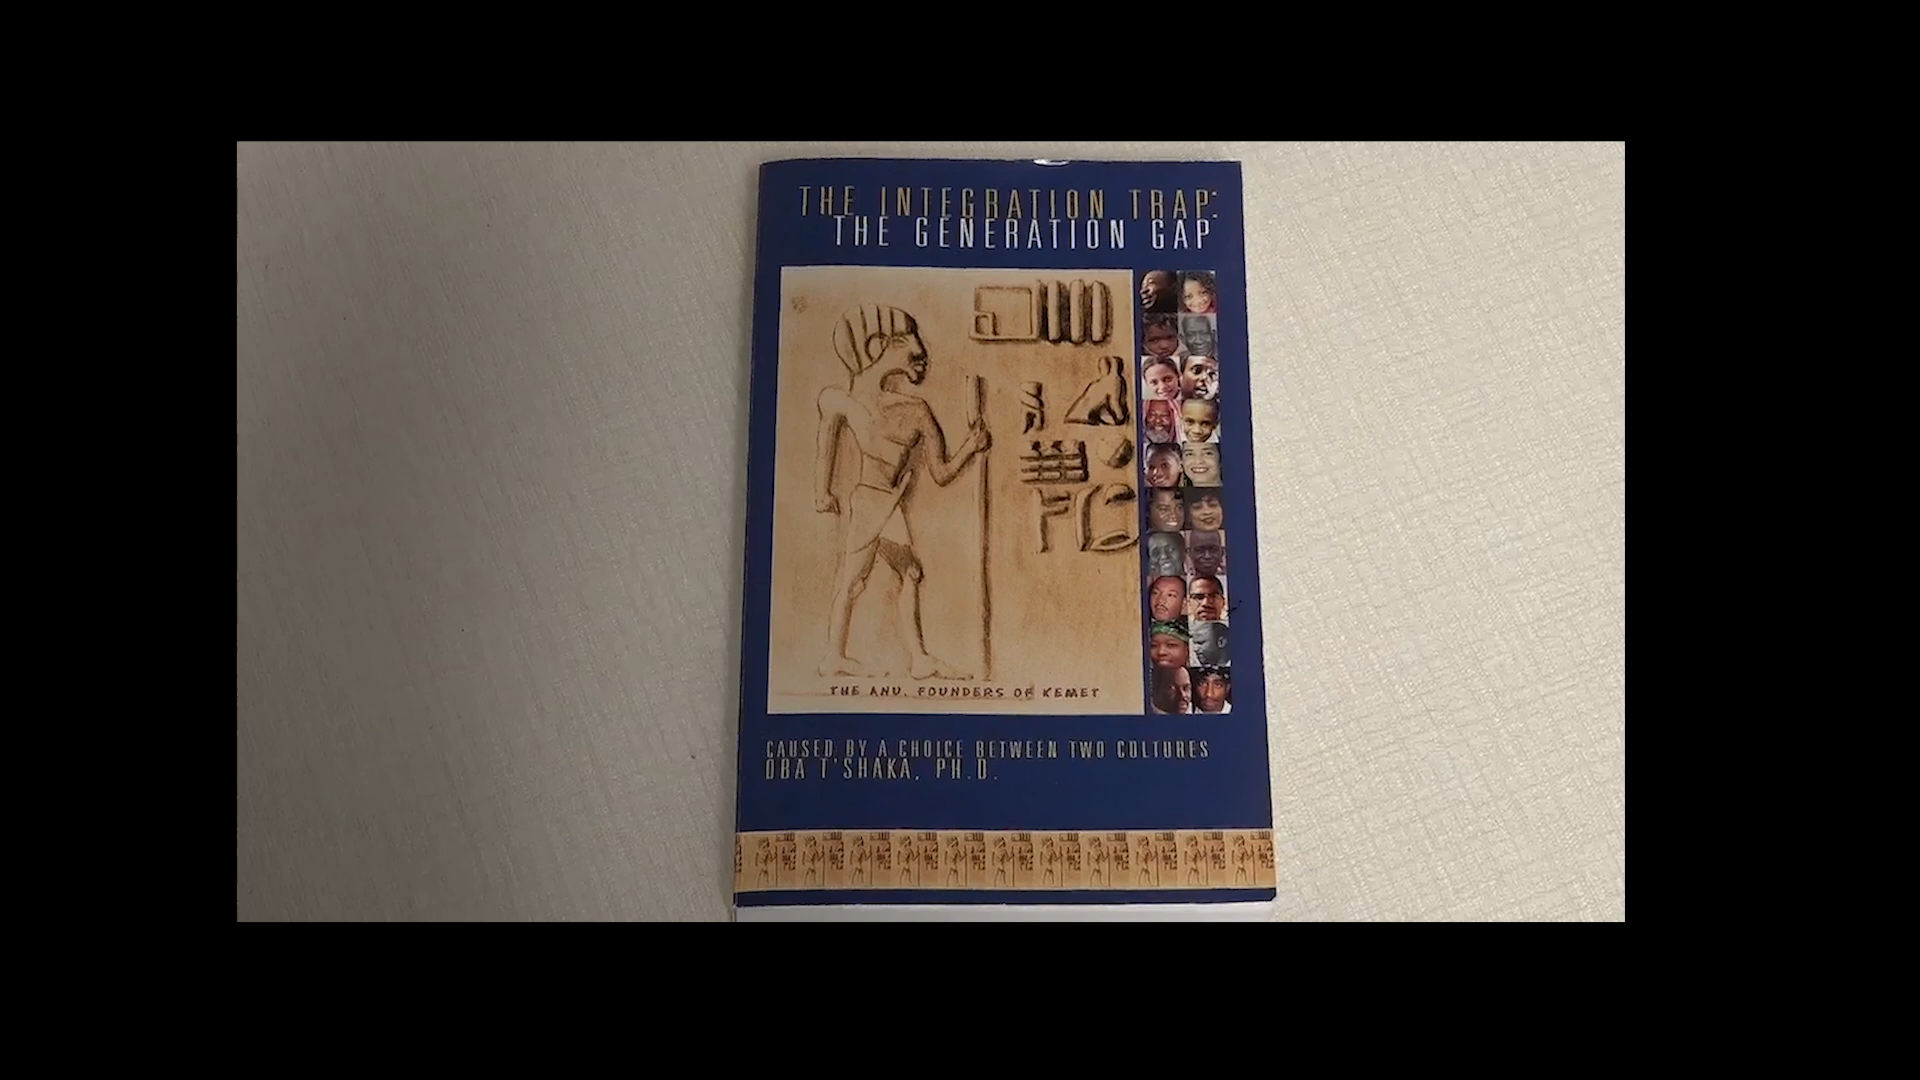 THE INTEGRATION TRAP:
THE GENERATION GAP
THE ANU, FOUNDERS OF KEMET
CAUSED BY A CHOICE BETWEEN TWO CULTURES
OBA T'SHAKA, PH.D.